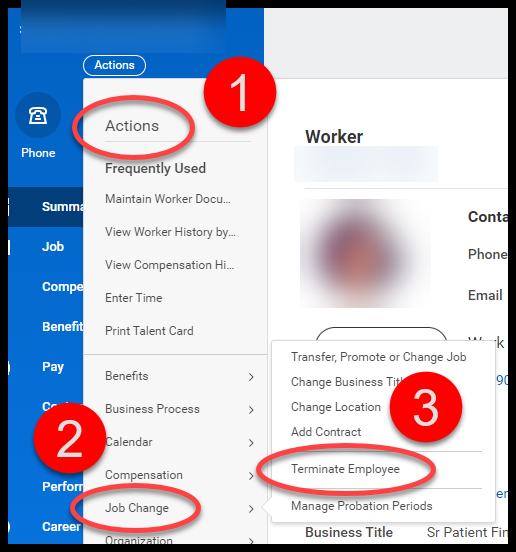 Actions
1
Actions
Phone
Worker
Frequently Used
Maintain Worker Docu...
View Worker History by...
View Compensation Hi...
Enter Time
Print Talent Card
Summa
Job
Compe
Benefit
Pay
Perform
Career
Conta
Phone
Email
Work
90
Benefits
Business Process
Calendar
Compensation
Job Change
Organization
2
Transfer, Promote or Change Job
Change Business Titl
Change Location
Add Contract
3
Terminate Employee
Manage Probation Periods
Business Title Sr Patient Fin